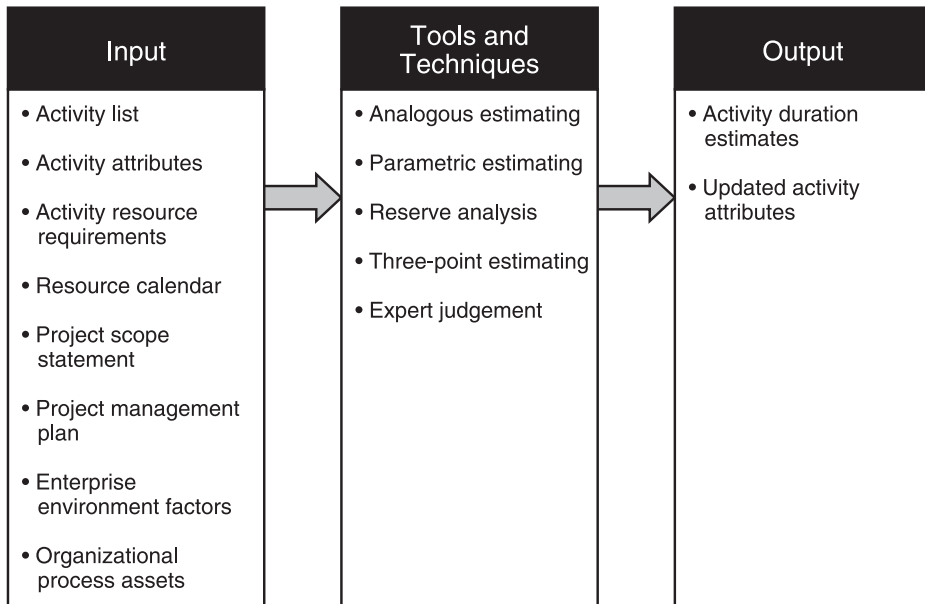 Input
• Activity list
• Activity attributes
• Activity resource
requirements
• Resource calendar
• Project scope
statement
• Project management
plan
• Enterprise
environment factors
• Organizational
process assets
Tools and
Techniques
• Analogous estimating
• Parametric estimating
• Reserve analysis
• Three-point estimating
• Expert judgement
Output
• Activity duration
estimates
• Updated activity
attributes